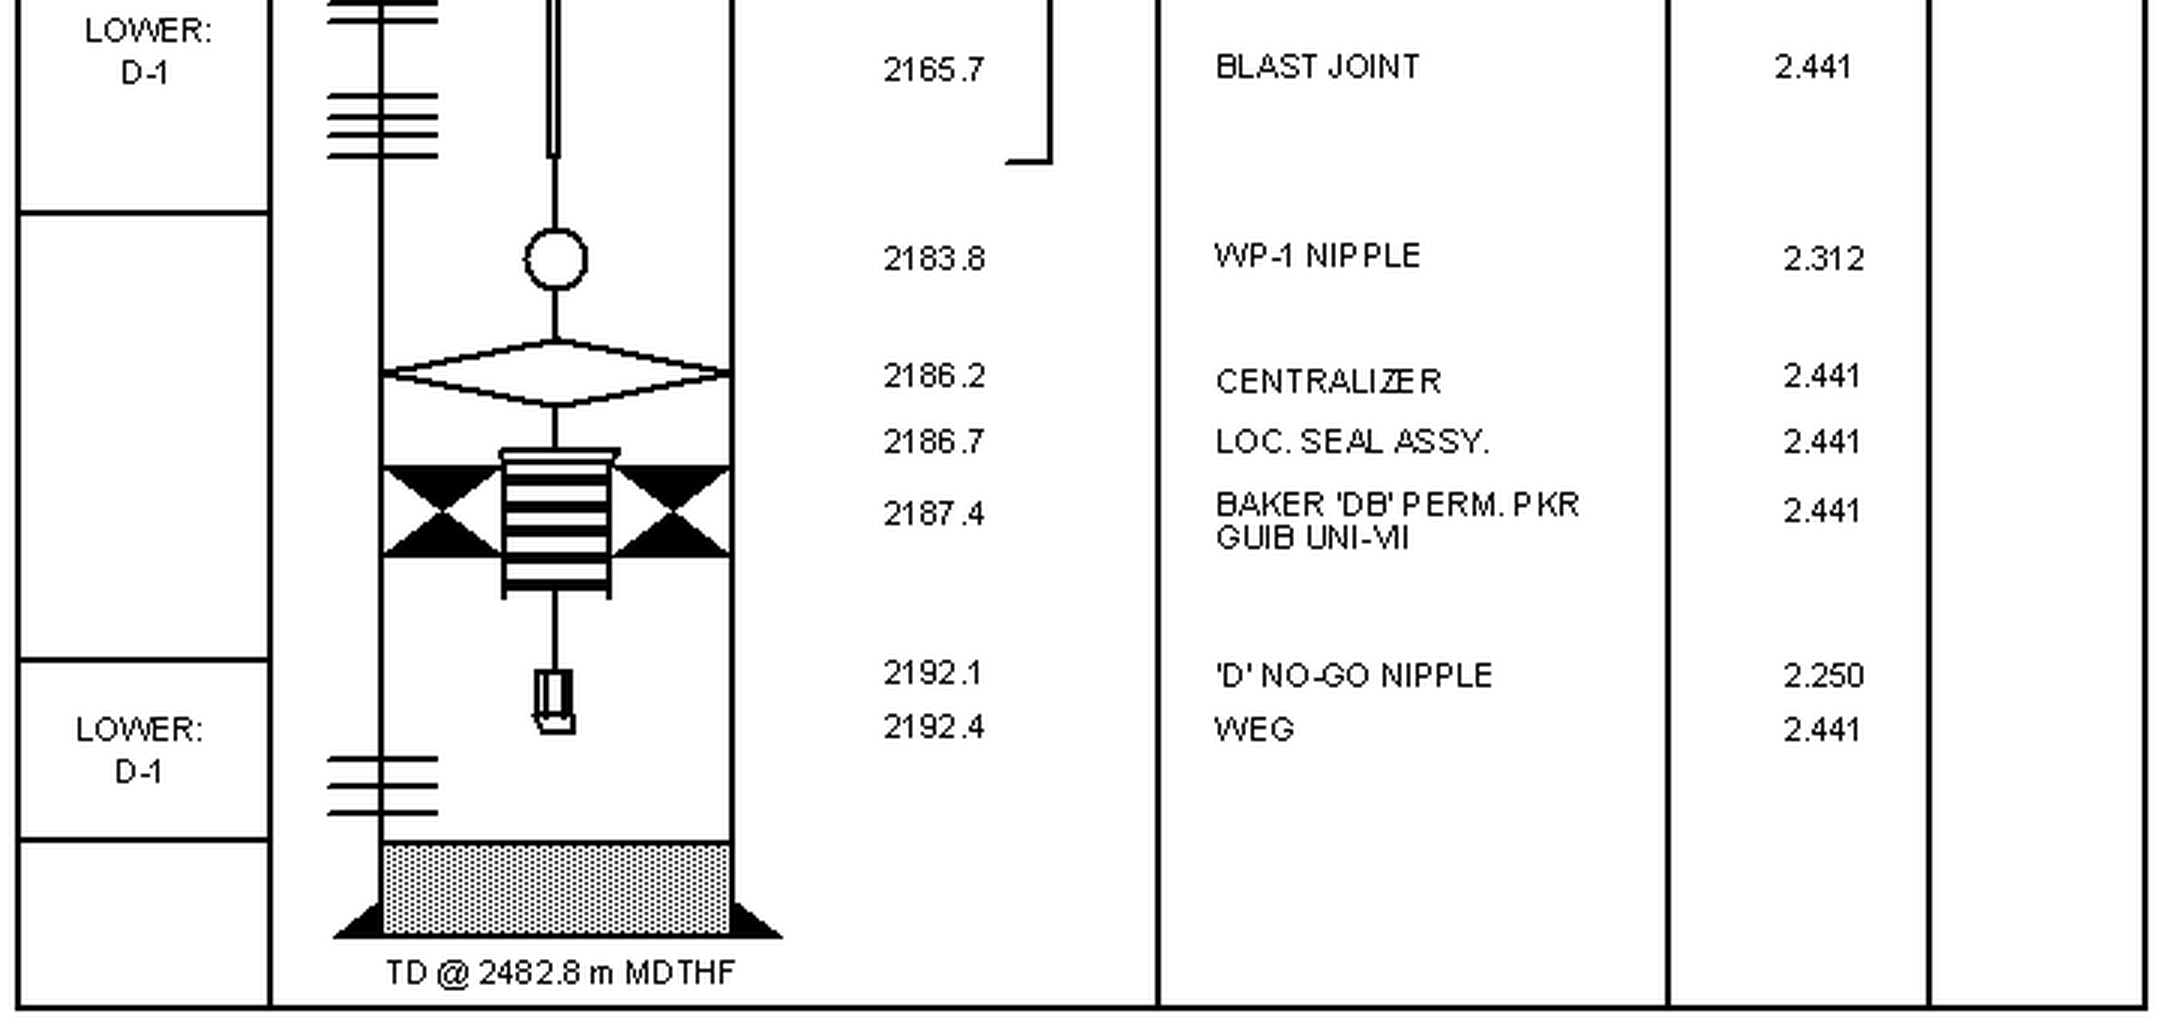 LOWER:
D-1
2165.7 BLAST JOINT 2.441
2183.8 WP-1 NIPPLE 2.312
2186.2 CENTRALIZER 2.441
2186.7 LOC. SEAL ASSY. 2.441
2187.4 BAKER 'DB' PERM. PKR 2.441
GUIB UNI-VII
2192.1 'D' NO-GO NIPPLE 2.250
2192.4 WEG 2.441
LOWER:
D-1
TD @ 2482.8 m MDTHF